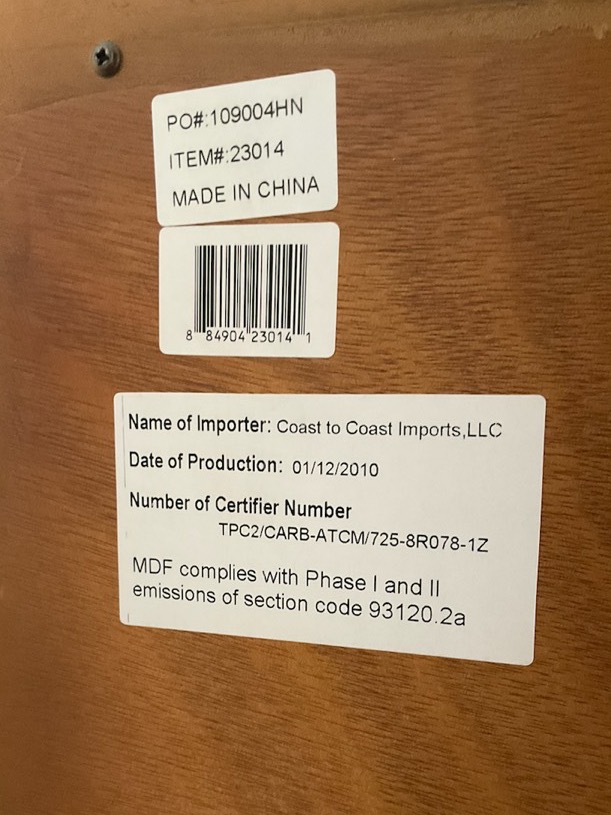 PO#:109004HN
ITEM#:23014
MADE IN CHINA
8 84904 23014 1
Name of Importer: Coast to Coast Imports,LLC
Date of Production: 01/12/2010
Number of Certifier Number
TPC2/CARB-ATCM/725-8R078-1Z
MDF complies with Phase I and II
emissions of section code 93120.2a